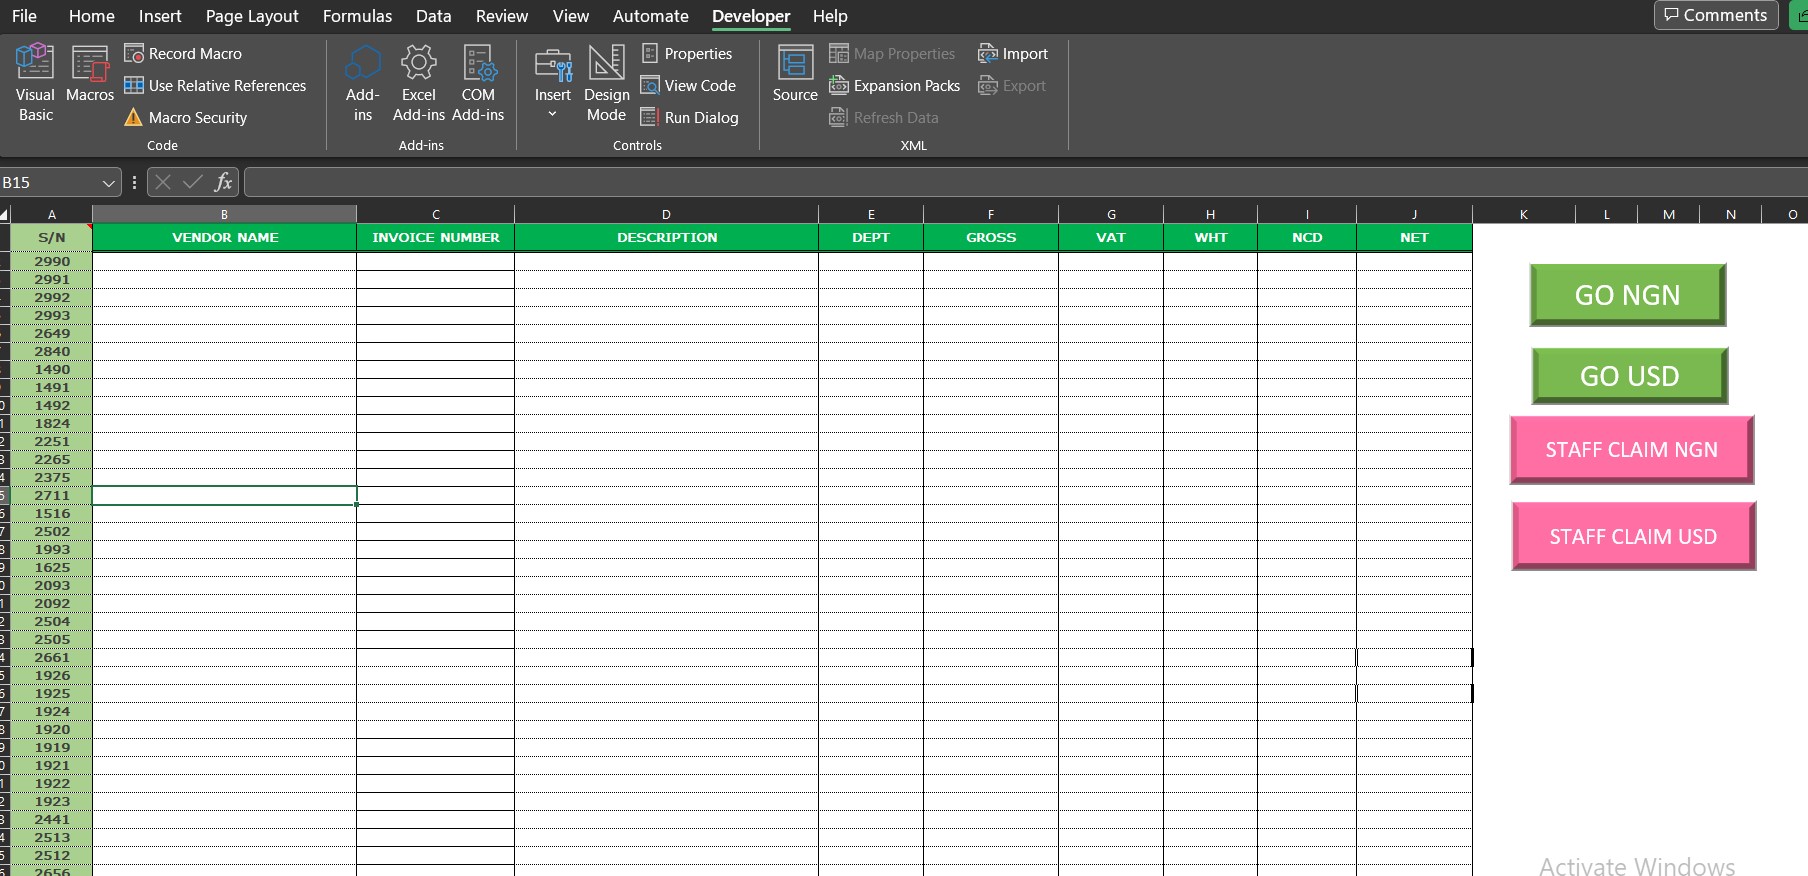 File Home Insert Page Layout Formulas Data Review View Automate Developer Help Comments
Record Macro Properties Map Properties Import
Use Relative References View Code Expansion Packs Export
Visual Basic Macros Add-ins Excel Add-ins COM Add-ins Insert Design Mode Source
Macro Security Run Dialog Refresh Data
Code Add-ins Controls XML
B15 fx
A B C D E F G H I J K L M N O
S/N VENDOR NAME INVOICE NUMBER DESCRIPTION DEPT GROSS VAT WHT NCD NET
2990
2991
2992
2993
2649
2840
1490
1491
1492
1824
2251
2265
2375
2711
1516
2502
1993
1625
2093
2092
2504
2505
2661
1926
1925
1924
1920
1919
1921
1922
1923
2441
2513
2512
2656
GO NGN
GO USD
STAFF CLAIM NGN
STAFF CLAIM USD
Activate Windows